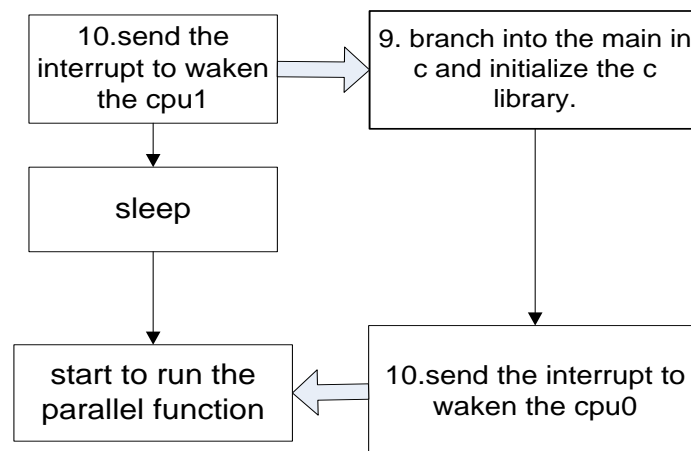 10.send the
interrupt to waken
the cpu1
9. branch into the main in
c and initialize the c
library.
sleep
start to run the
parallel function
10.send the interrupt to
waken the cpu0